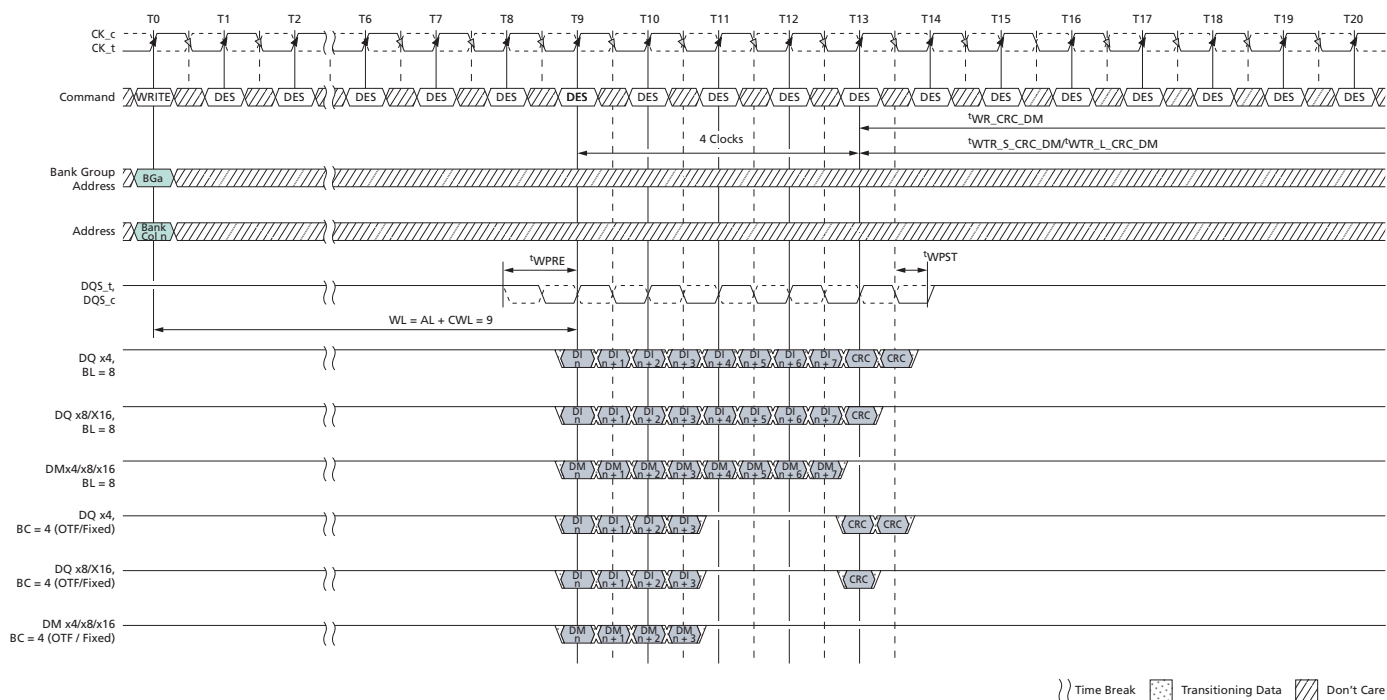 T0 T1 T2 T6 T7 T8 T9 T10 T11 T12 T13 T14 T15 T16 T17 T18 T19 T20
CK_c
CK_t
Command WRITE DES DES DES DES DES DES DES DES DES DES DES DES DES DES DES DES DES
tWR_CRC_DM
4 Clocks tWTR_S_CRC_DM/tWTR_L_CRC_DM
Bank Group
Address
BGa
Address
Bank
Col n
tWPRE tWPST
DQS_t,
DQS_c
WL = AL + CWL = 9
DQ x4,
BL = 8
DI n DI n + 1 DI n + 2 DI n + 3 DI n + 4 DI n + 5 DI n + 6 DI n + 7 CRC CRC
DQ x8/X16,
BL = 8
DI n DI n + 1 DI n + 2 DI n + 3 DI n + 4 DI n + 5 DI n + 6 DI n + 7 CRC
DMx4/x8/x16
BL = 8
DM n DM n + 1 DM n + 2 DM n + 3 DM n + 4 DM n + 5 DM n + 6 DM n + 7
DQ x4,
BC = 4 (OTF/Fixed)
DI n DI n + 1 DI n + 2 DI n + 3 CRC CRC
DQ x8/X16,
BC = 4 (OTF/Fixed)
DI n DI n + 1 DI n + 2 DI n + 3 CRC
DM x4/x8/x16
BC = 4 (OTF / Fixed)
DM n DM n + 1 DM n + 2 DM n + 3
Time Break Transitioning Data Don't Care